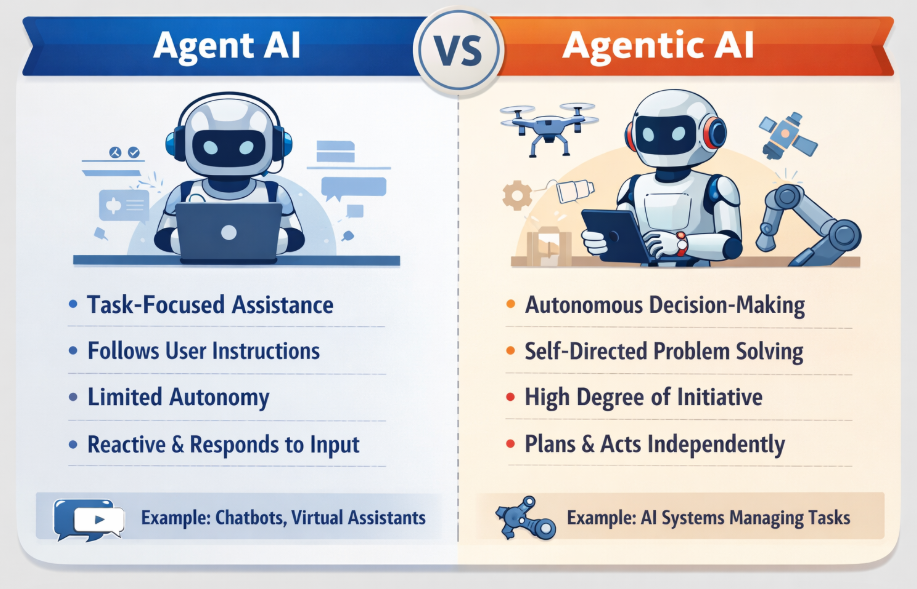 Agent AI
VS
Agentic AI
• Task-Focused Assistance
• Follows User Instructions
• Limited Autonomy
• Reactive & Responds to Input
Example: Chatbots, Virtual Assistants
• Autonomous Decision-Making
• Self-Directed Problem Solving
• High Degree of Initiative
• Plans & Acts Independently
Example: AI Systems Managing Tasks